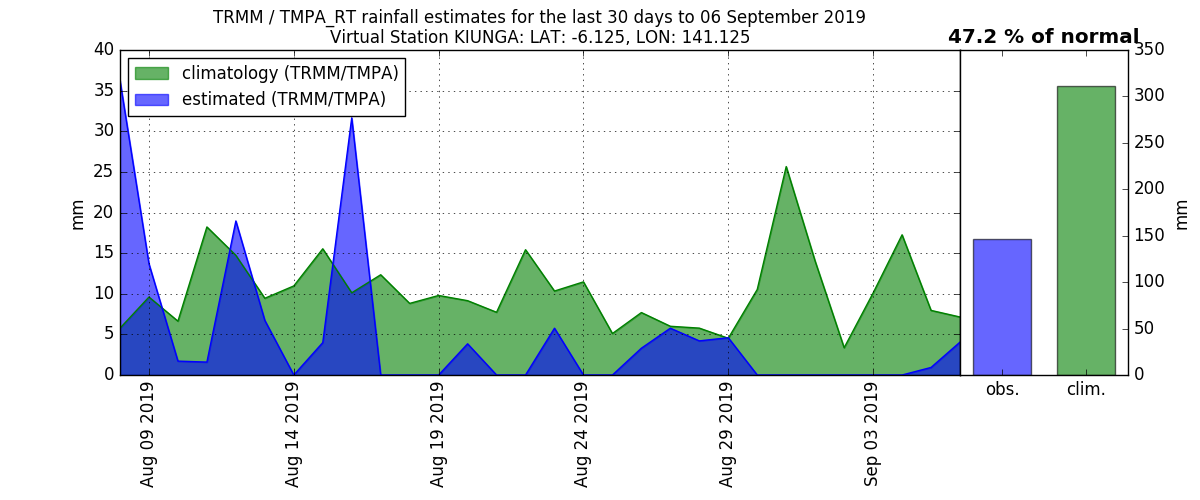 TRMM / TMPA_RT rainfall estimates for the last 30 days to 06 September 2019
Virtual Station KIUNGA: LAT: -6.125, LON: 141.125
47.2 % of normal
climatology (TRMM/TMPA)
estimated (TRMM/TMPA)
mm
40
35
30
25
20
15
10
5
0
Aug 09 2019
Aug 14 2019
Aug 19 2019
Aug 24 2019
Aug 29 2019
Sep 03 2019
obs.
clim.
350
300
250
200
150
100
50
0
mm